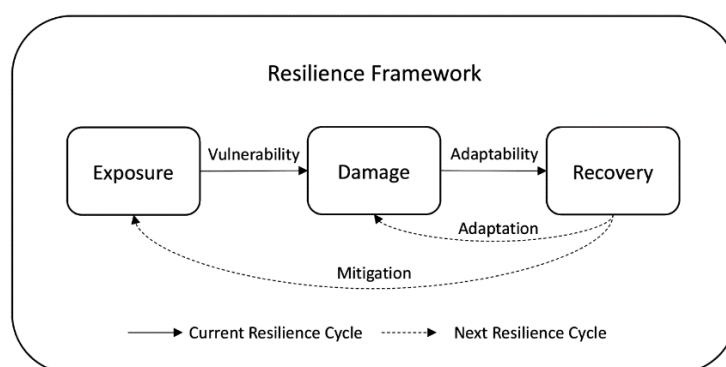 Resilience Framework
Vulnerability
Adaptability
Exposure
Damage
Recovery
Adaptation
Mitigation
Current Resilience Cycle
Next Resilience Cycle